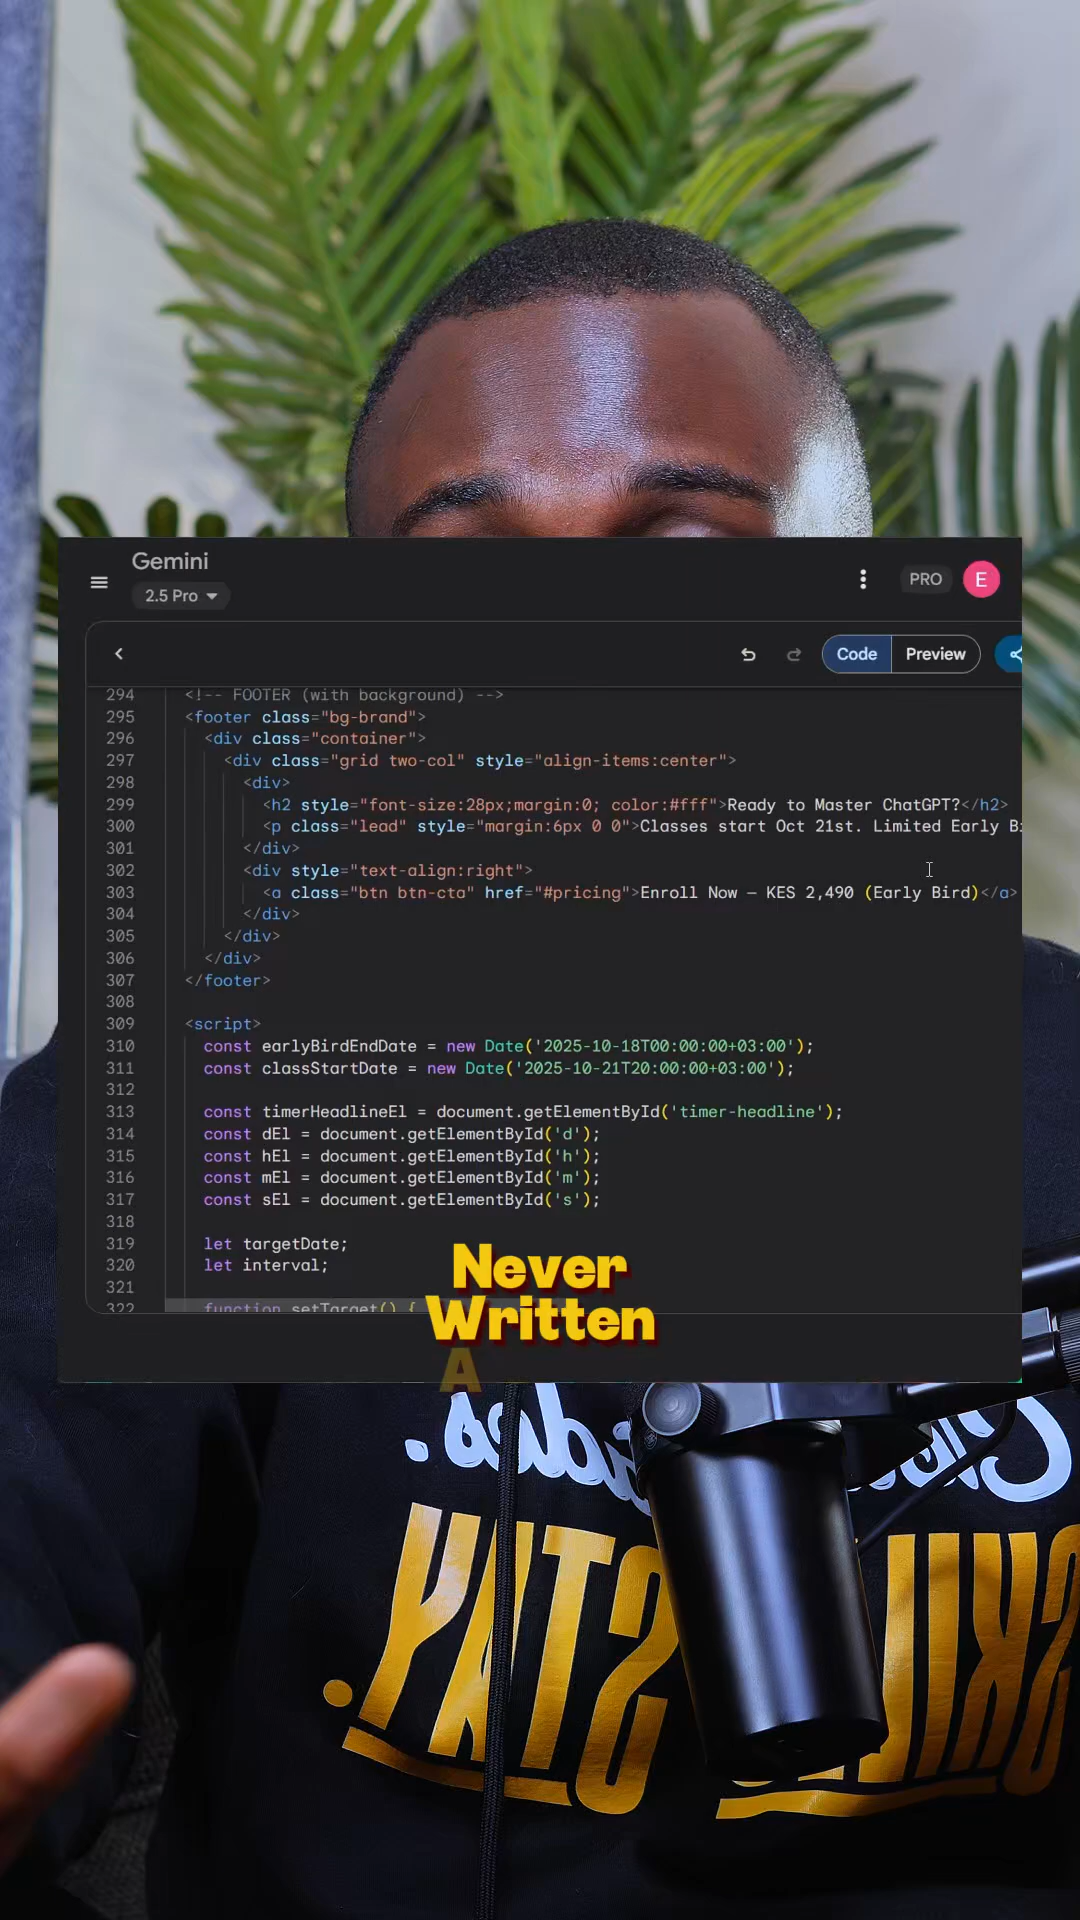 Gemini
2.5 Pro
PRO
E
Code
Preview
294 <!-- FOOTER (with background) -->
295 <footer class="bg-brand">
296 <div class="container">
297 <div class="grid two-col" style="align-items:center">
298 <div>
299 <h2 style="font-size:28px;margin:0; color:#fff">Ready to Master ChatGPT?</h2>
300 <p class="lead" style="margin:6px 0 0">Classes start Oct 21st. Limited Early
301 </div>
302 <div style="text-align:right">
303 <a class="btn btn-cta" href="#pricing">Enroll Now – KES 2,490 (Early Bird)</a>
304 </div>
305 </div>
306 </div>
307 </footer>
308
309 <script>
310 const earlyBirdEndDate = new Date('2025-10-18T00:00:00+03:00');
311 const classStartDate = new Date('2025-10-21T20:00:00+03:00');
312
313 const timerHeadlineEl = document.getElementById('timer-headline');
314 const dEl = document.getElementById('d');
315 const hEl = document.getElementById('h');
316 const mEl = document.getElementById('m');
317 const sEl = document.getElementById('s');
318
319 let targetDate;
320 let interval;
321
322 function setTarget() {
Never
Written
A
STAY.